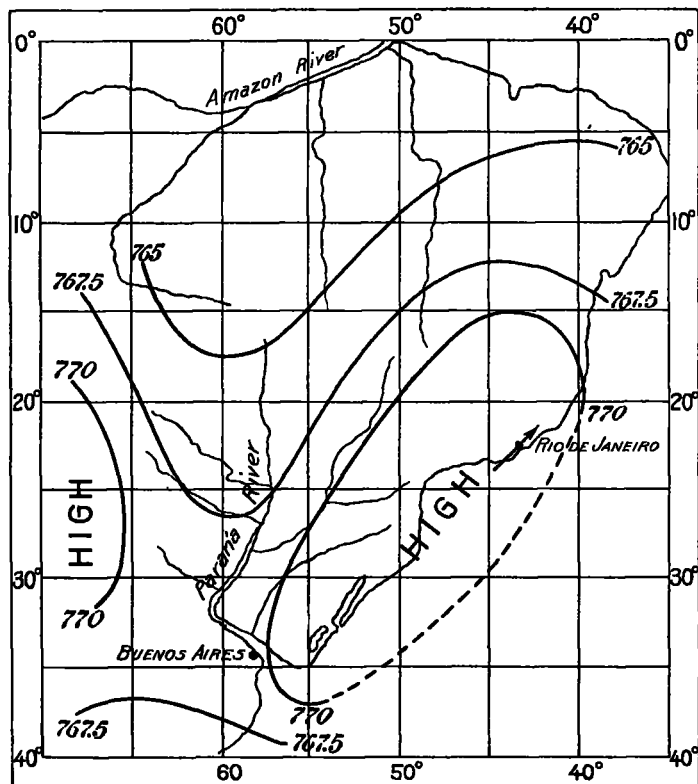 60° 50° 40°
0° 0°
Amazon River
765
10° 765 10°
767.5 767.5
770
20° 770 20°
RIO DE JANEIRO
HIGH River HIGH
Paraná
30° 770 30°
BUENOS AIRES
767.5 770
767.5
40° 40°
60 50° 40°